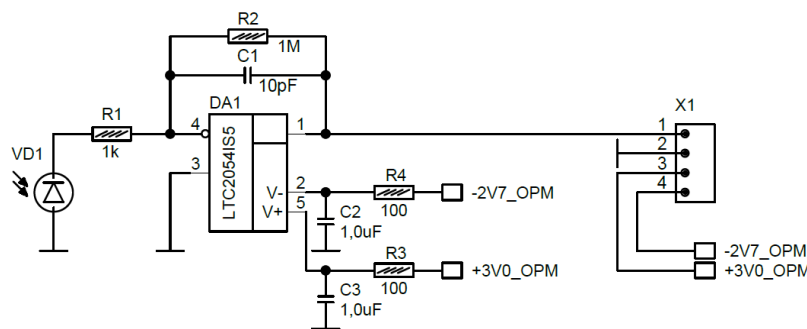 R2
1M
C1
10pF
DA1
R1
1k
4
1
X1
1
2
3
4
VD1
3
LTC2054IS5
V-
2
V+
5
R4
100
-2V7_OPM
C2
1,0uF
R3
100
+3V0_OPM
C3
1,0uF
-2V7_OPM
+3V0_OPM